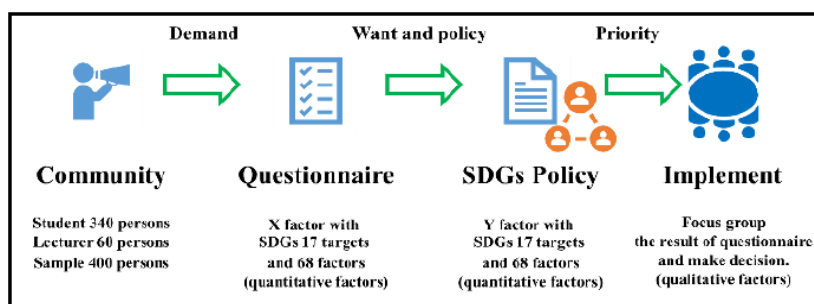 Demand
Want and policy
Priority
Community
Questionnaire
SDGs Policy
Implement
Student 340 persons
Lecturer 60 persons
Sample 400 persons
X factor with
SDGs 17 targets
and 68 factors
(quantitative factors)
Y factor with
SDGs 17 targets
and 68 factors
(quantitative factors)
Focus group
the result of questionnaire
and make decision.
(qualitative factors)